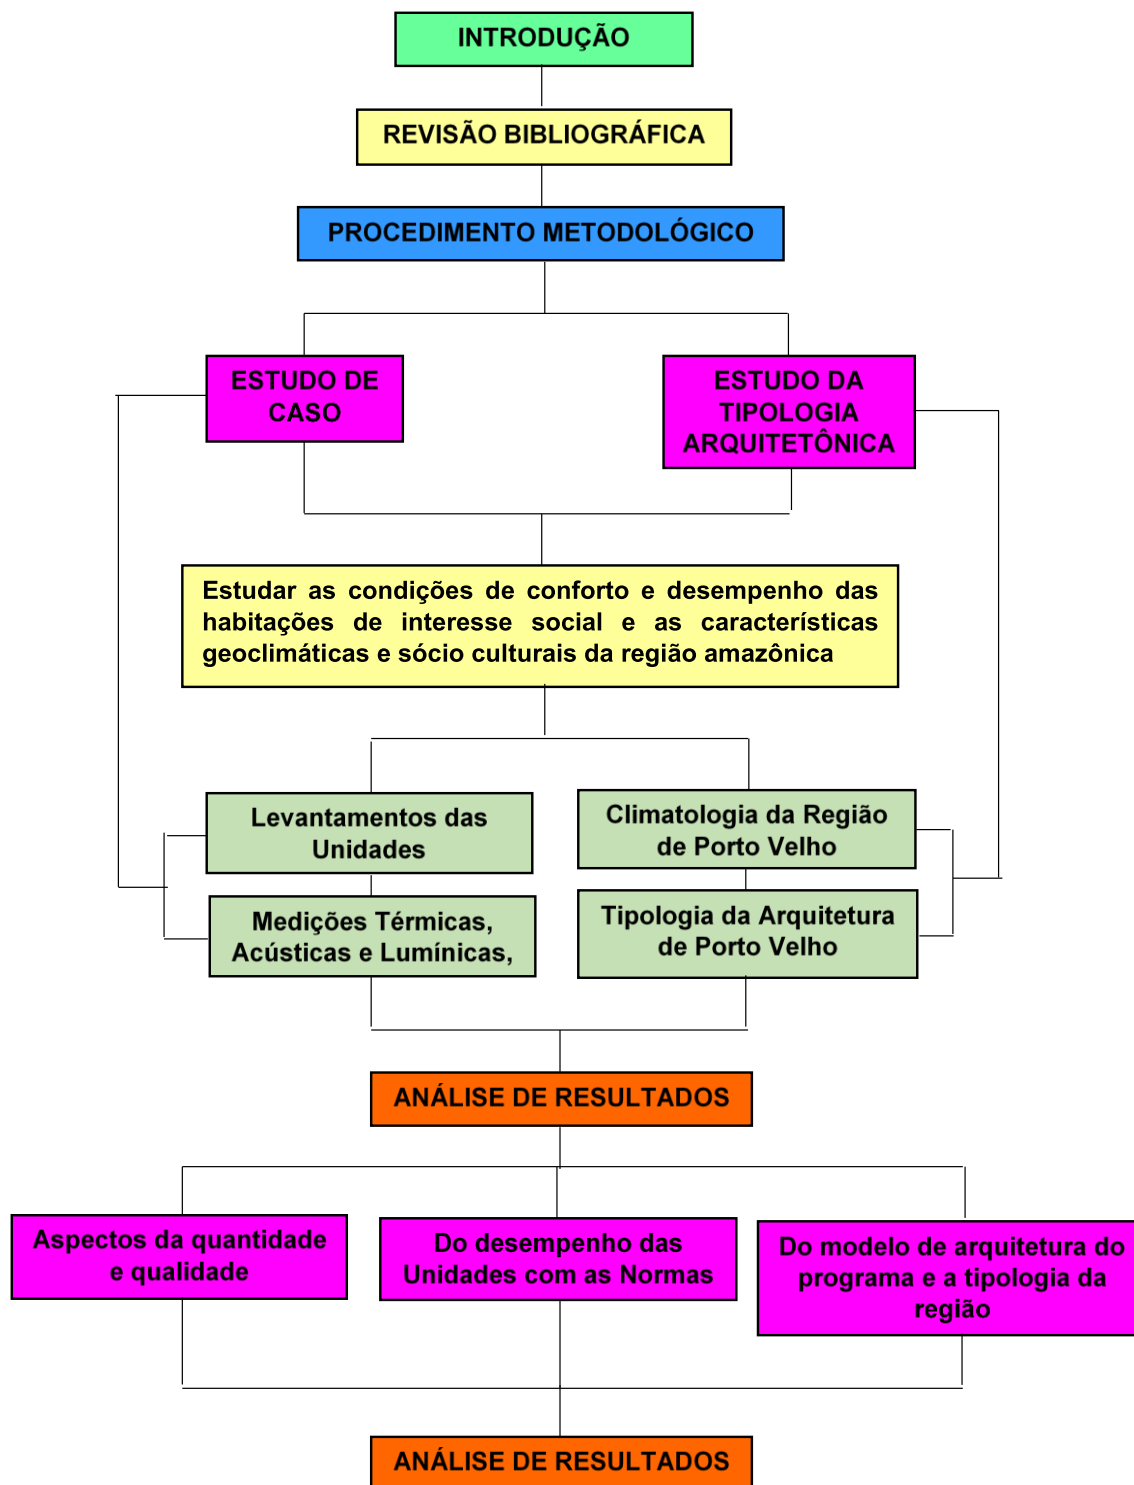 INTRODUÇÃO
REVISÃO BIBLIOGRÁFICA
PROCEDIMENTO METODOLÓGICO
ESTUDO DE
CASO
ESTUDO DA
TIPOLOGIA
ARQUITETÔNICA
Estudar as condições de conforto e desempenho das
habitações de interesse social e as características
geoclimáticas e sócio culturais da região amazônica
Levantamentos das
Unidades
Climatologia da Região
de Porto Velho
Medições Térmicas,
Acústicas e Lumínicas,
Tipologia da Arquitetura
de Porto Velho
ANÁLISE DE RESULTADOS
Aspectos da quantidade
e qualidade
Do desempenho das
Unidades com as Normas
Do modelo de arquitetura do
programa e a tipologia da
região
ANÁLISE DE RESULTADOS